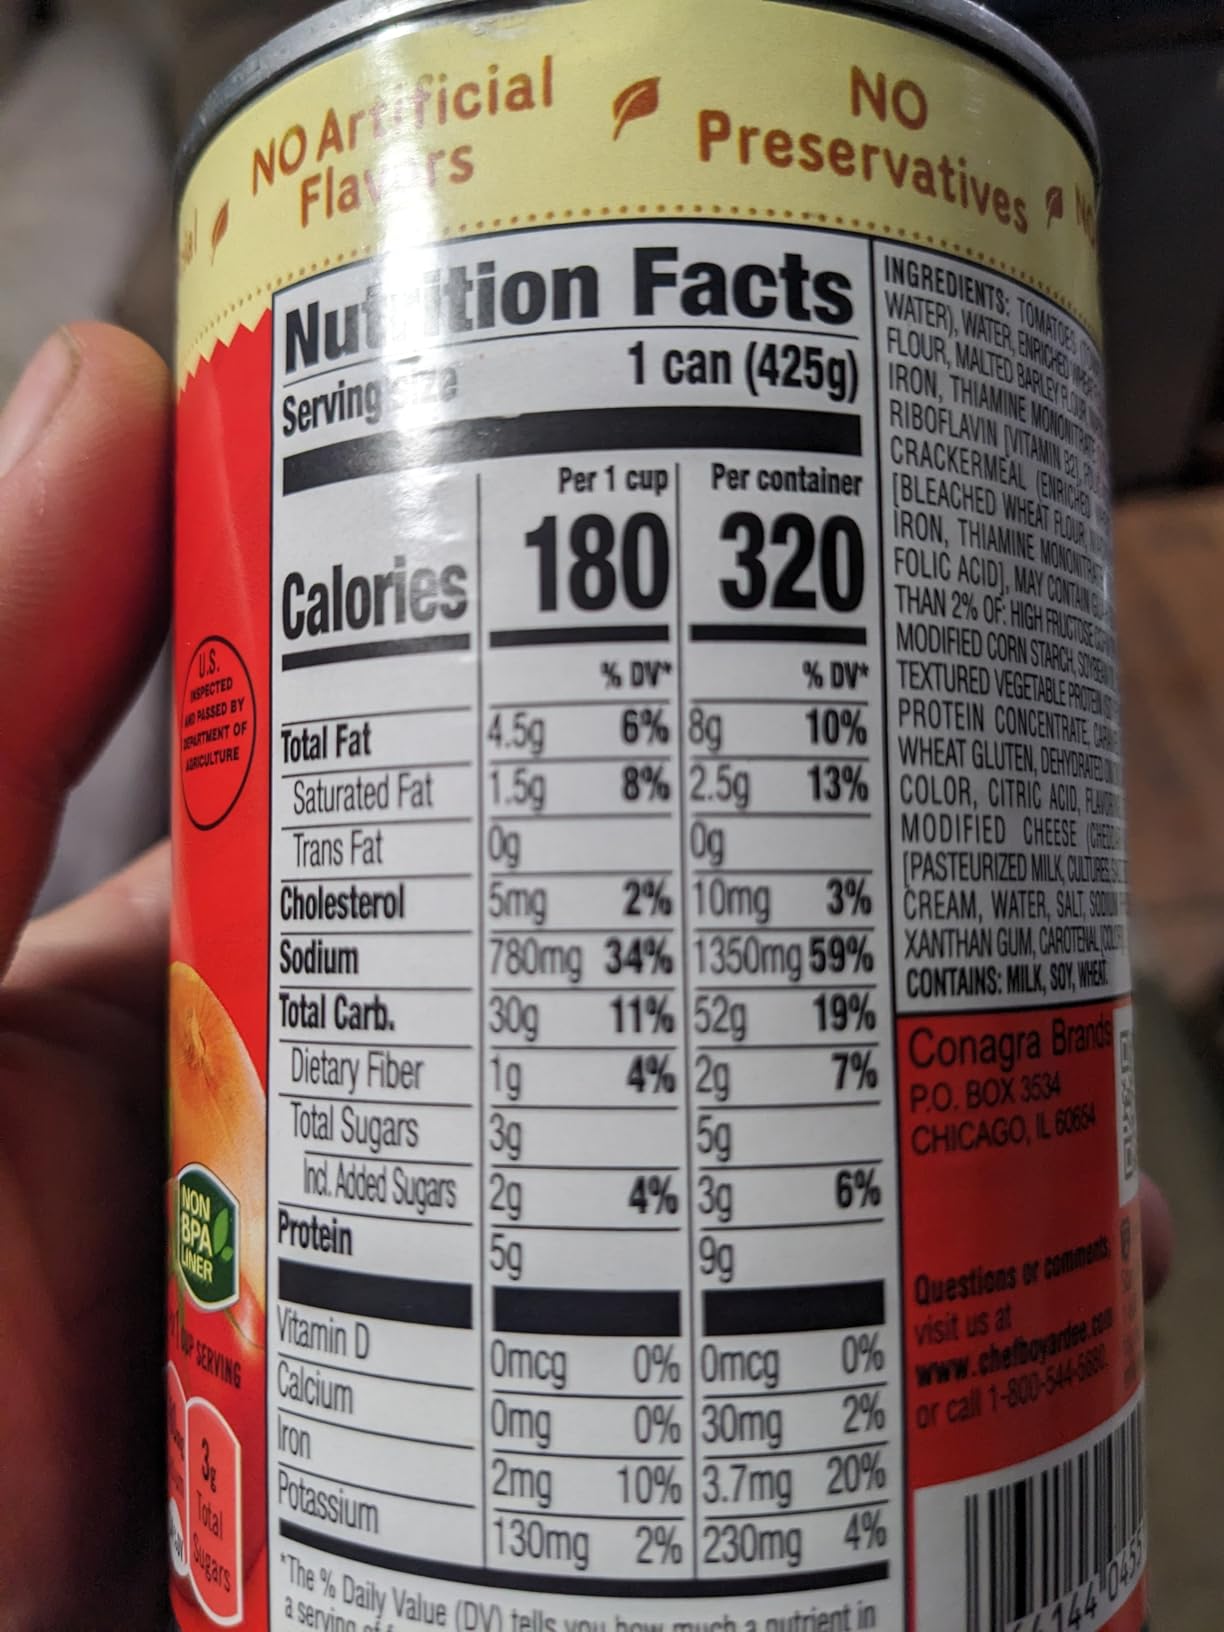 NO Artificial
Flavors
NO
Preservatives
NO
Nutrition Facts
Serving size 1 can (425g)
Per 1 cup Per container
Calories 180 320
% DV* % DV*
Total Fat 4.5g 6% 8g 10%
Saturated Fat 1.5g 8% 2.5g 13%
Trans Fat 0g 0g
Cholesterol 5mg 2% 10mg 3%
Sodium 780mg 34% 1350mg 59%
Total Carb. 30g 11% 52g 19%
Dietary Fiber 1g 4% 2g 7%
Total Sugars 3g 5g
Incl. Added Sugars 2g 4% 3g 6%
Protein 5g 9g
Vitamin D 0mcg 0% 0mcg 0%
Calcium 0mg 0% 30mg 2%
Iron 2mg 10% 3.7mg 20%
Potassium 130mg 2% 230mg 4%
*The % Daily Value (DV) tells you how much a nutrient in
a serving of
INGREDIENTS: TOMATOES
WATER), WATER, ENRICHED
FLOUR, MALTED BARLEY FLOUR,
IRON, THIAMINE MONONITRATE
RIBOFLAVIN [VITAMIN B2],
CRACKERMEAL (ENRICHED
[BLEACHED WHEAT FLOUR,
IRON, THIAMINE MONONITRATE
FOLIC ACID], MAY CONTAIN
THAN 2% OF: HIGH FRUCTOSE
MODIFIED CORN STARCH,
TEXTURED VEGETABLE PROTEIN
PROTEIN CONCENTRATE,
WHEAT GLUTEN, DEHYDRATED
COLOR, CITRIC ACID,
MODIFIED CHEESE
[PASTEURIZED MILK, CULTURES,
CREAM, WATER, SALT, SODIUM
XANTHAN GUM, CAROTENAL
CONTAINS: MILK, SOY, WHEAT.
Conagra Brands
P.O. BOX 3534
CHICAGO, IL 60654
Questions or comments,
visit us at
www.chefboyardee.com
or call 1-800-544-5680.
U.S.
INSPECTED
AND PASSED BY
DEPARTMENT OF
AGRICULTURE
NON
BPA
LINER
SERVING
3g
Total
Sugars